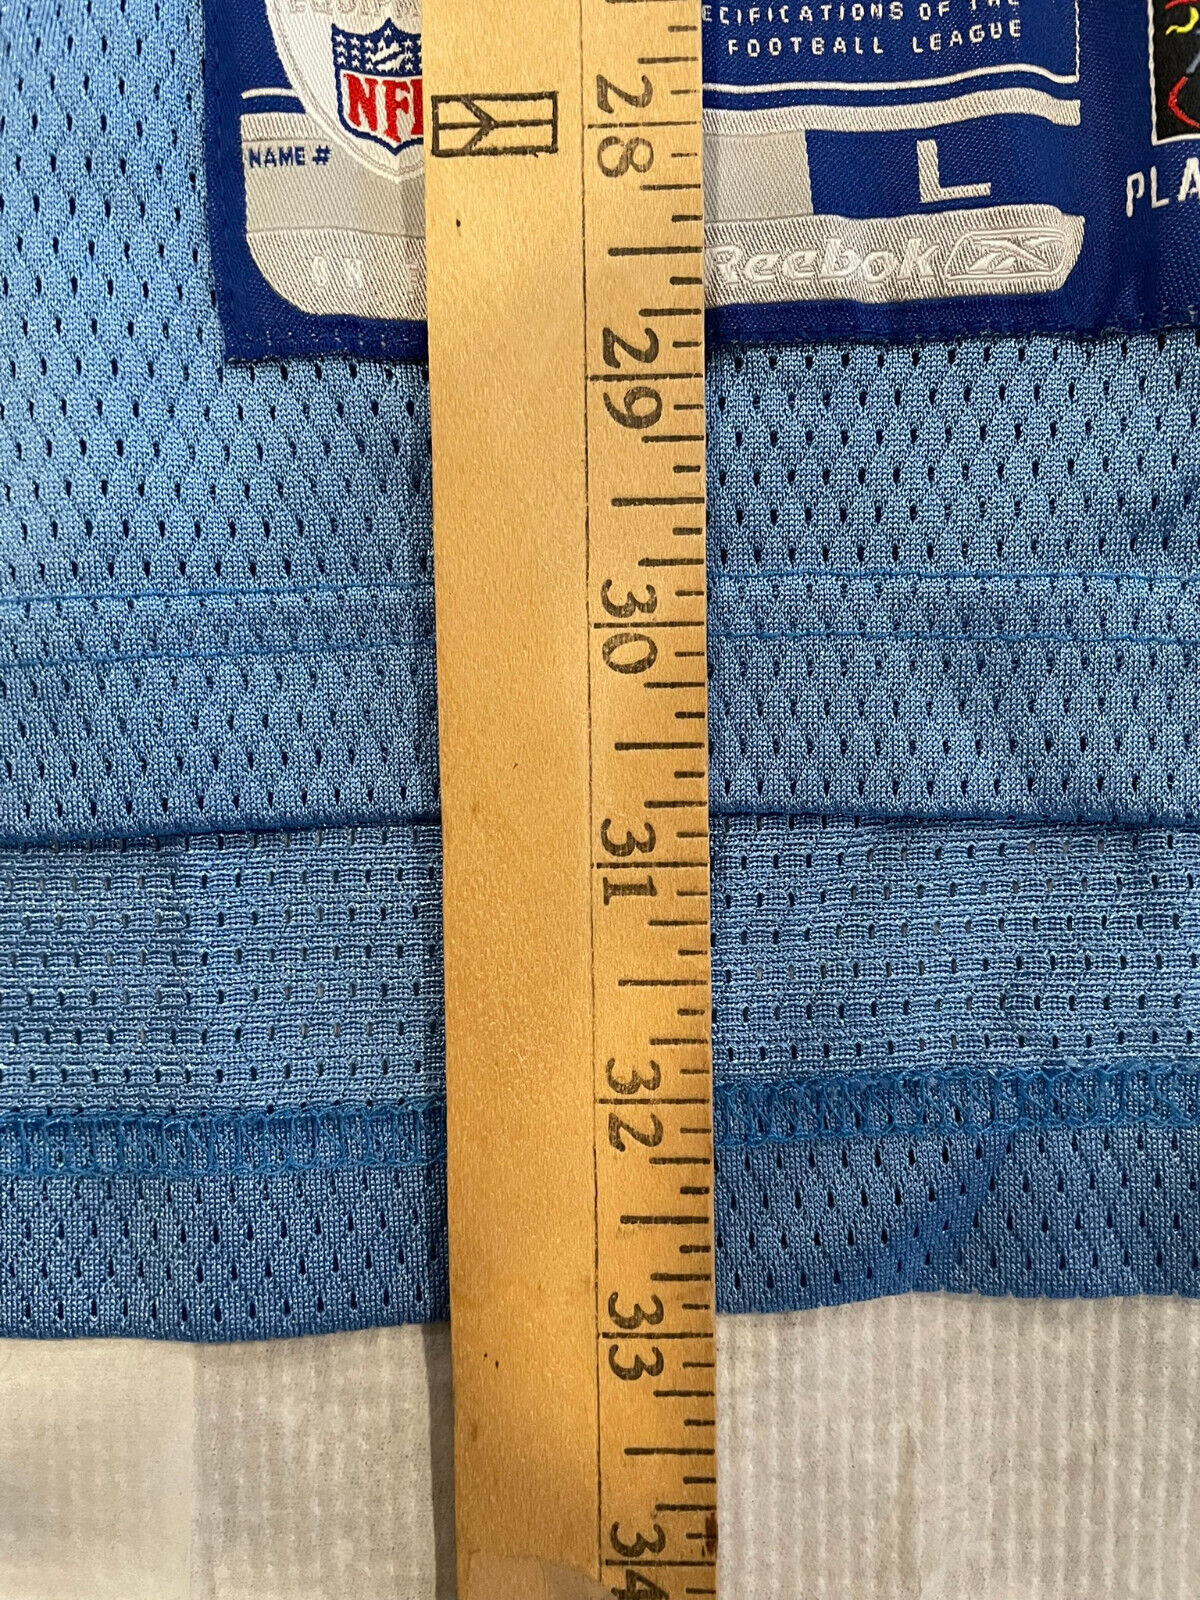 ECIFICATIONS OF THE
FOOTBALL LEAGUE
NFL
NAME #
L
PLA
Reebok
28
29
30
31
32
33
34